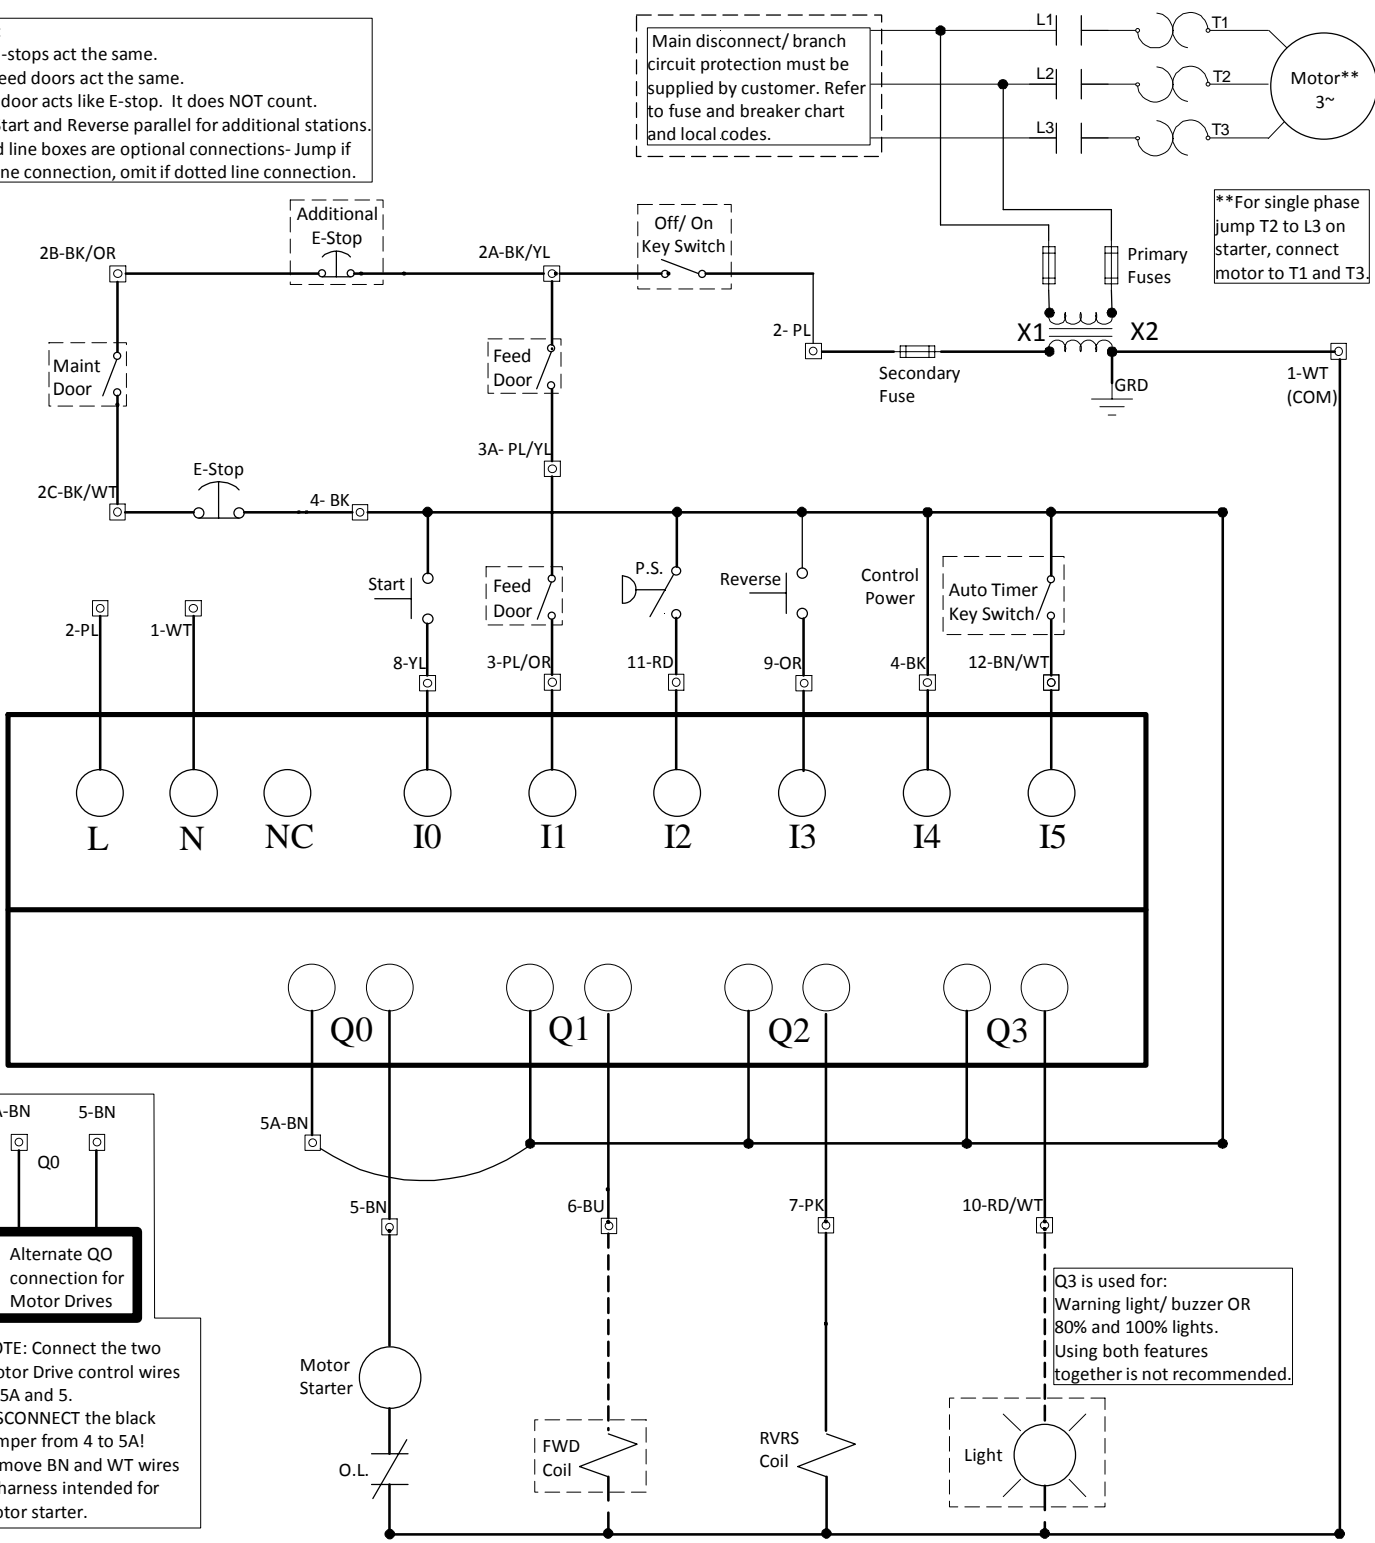 -stops act the same.
eed doors act the same.
door acts like E-stop. It does NOT count.
Start and Reverse parallel for additional stations.
d line boxes are optional connections- Jump if
ne connection, omit if dotted line connection.
Main disconnect/ branch
circuit protection must be
supplied by customer. Refer
to fuse and breaker chart
and local codes.
L1
T1
L2
T2
L3
T3
Motor**
3~
**For single phase
jump T2 to L3 on
starter, connect
motor to T1 and T3.
Additional
E-Stop
Off/ On
Key Switch
2B-BK/OR
2A-BK/YL
Primary
Fuses
2- PL
X1
X2
Maint
Door
Feed
Door
Secondary
Fuse
GRD
1-WT
(COM)
3A- PL/YL
E-Stop
2C-BK/WT
4- BK
Start
Feed
Door
P.S.
Reverse
Control
Power
Auto Timer
Key Switch
2-PL
1-WT
8-YL
3-PL/OR
11-RD
9-OR
4-BK
12-BN/WT
L
N
NC
I0
I1
I2
I3
I4
I5
Q0
Q1
Q2
Q3
5A-BN
A-BN
5-BN
Q0
Alternate QO
connection for
Motor Drives
OTE: Connect the two
otor Drive control wires
5A and 5.
SCONNECT the black
mper from 4 to 5A!
move BN and WT wires
harness intended for
otor starter.
5-BN
6-BU
7-PK
10-RD/WT
Q3 is used for:
Warning light/ buzzer OR
80% and 100% lights.
Using both features
together is not recommended.
Motor
Starter
O.L.
FWD
Coil
RVRS
Coil
Light